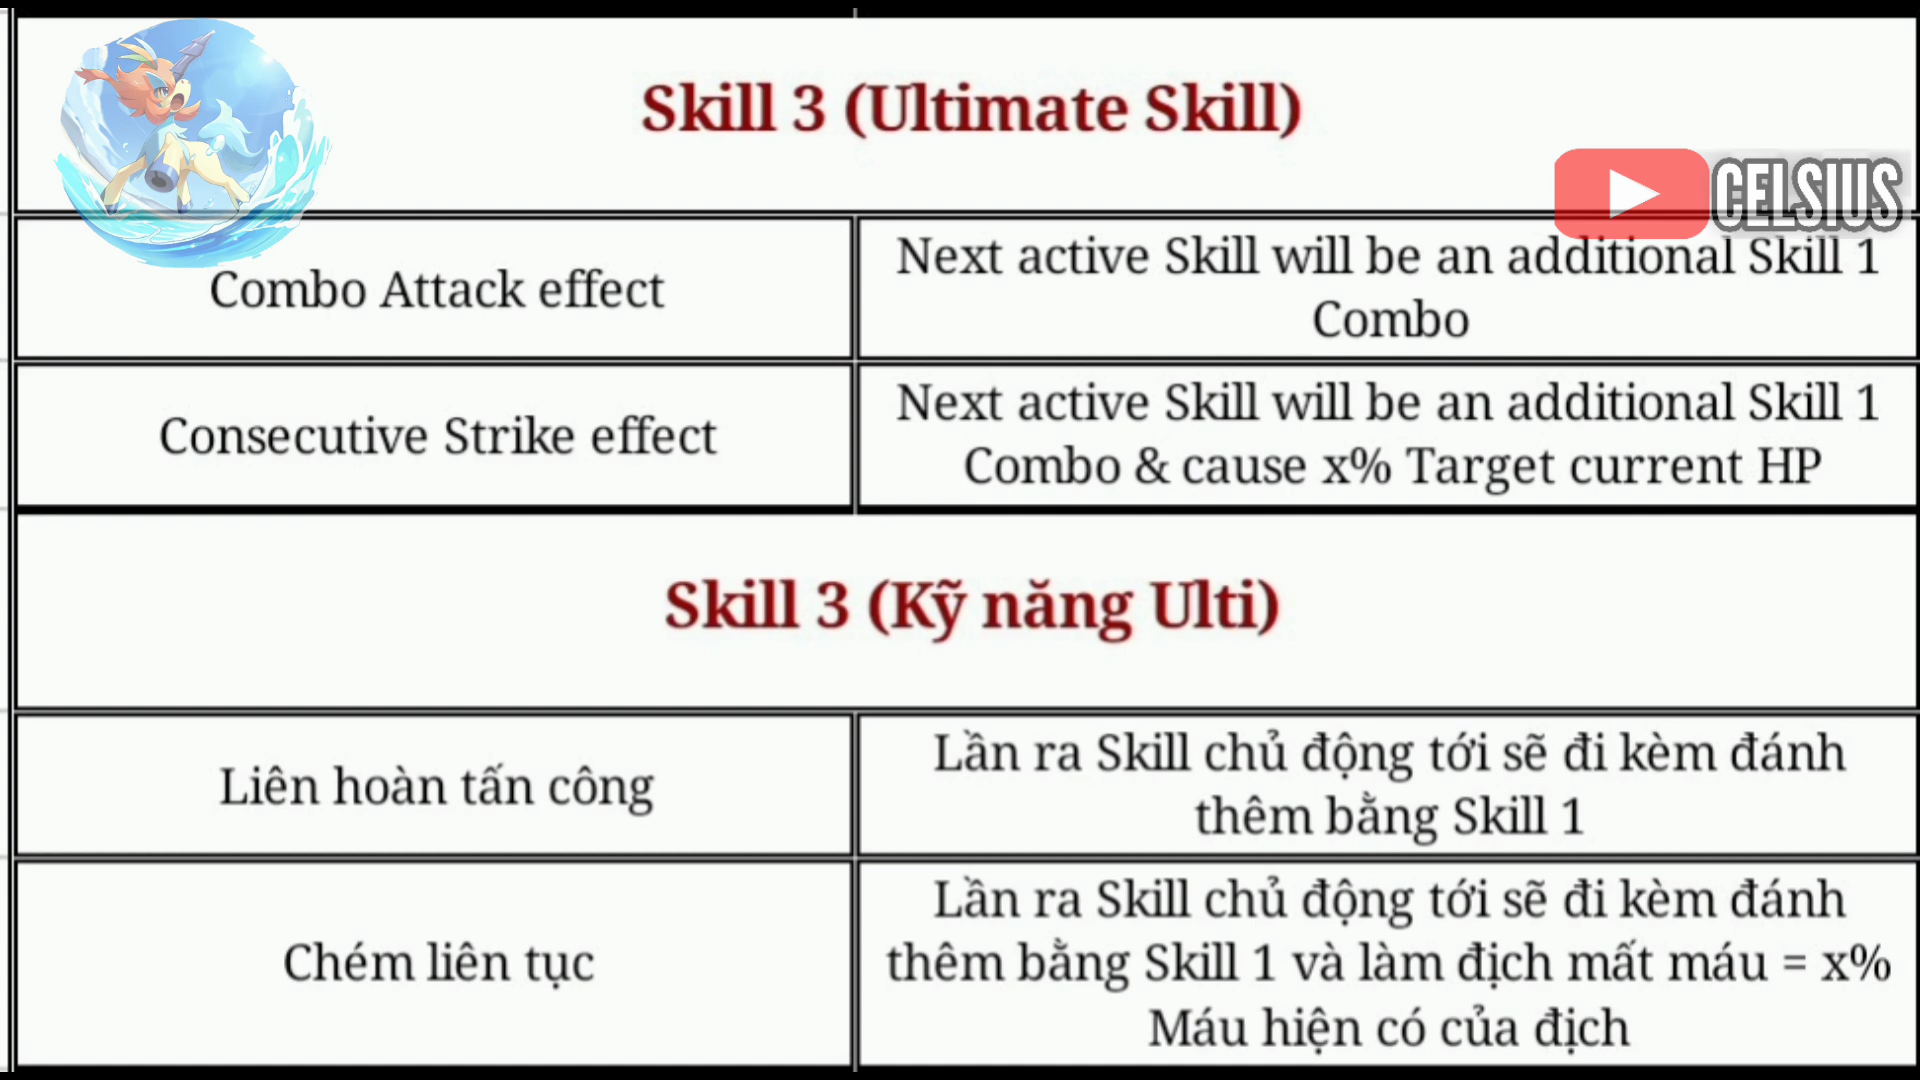 Skill 3 (Ultimate Skill)
CELSIUS
Combo Attack effect
Next active Skill will be an additional Skill 1
Combo
Consecutive Strike effect
Next active Skill will be an additional Skill 1
Combo & cause x% Target current HP
Skill 3 (Kỹ năng Ulti)
Liên hoàn tấn công
Lần ra Skill chủ động tới sẽ đi kèm đánh
thêm bằng Skill 1
Chém liên tục
Lần ra Skill chủ động tới sẽ đi kèm đánh
thêm bằng Skill 1 và làm địch mất máu = x%
Máu hiện có của địch